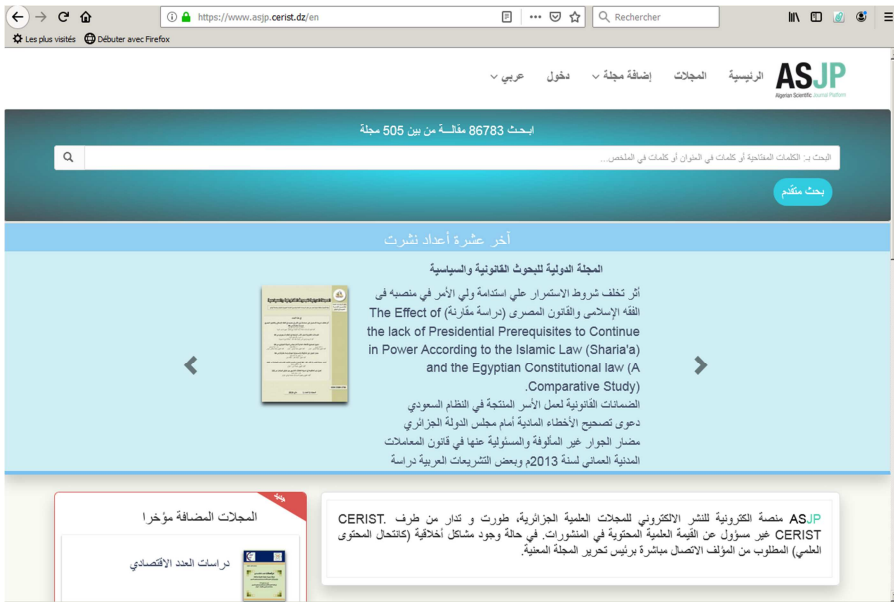 https://www.asjp.cerist.dz/en
Rechercher
Les plus visités
Débuter avec Firefox
ASJP
Algerian Scientific Journal Platform
الرئيسية
المجلات
إضافة مجلة
دخول
عربي
ابحث 86783 مقالـــة من بين 505 مجلة
البحث بـ: الكلمات المفتاحية أو كلمات في العنوان أو كلمات في الملخص...
بحث متقدم
آخر عشرة أعداد نشرت
المجلة الدولية للبحوث القانونية والسياسية
أثر تخلف شروط الاستمرار علي استدامة ولي الأمر في منصبه فى
الفقه الإسلامى والقانون المصرى (دراسة مقارنة) The Effect of
the lack of Presidential Prerequisites to Continue
in Power According to the Islamic Law (Sharia'a)
and the Egyptian Constitutional law (A
.Comparative Study)
الضمانات القانونية لعمل الأسر المنتجة في النظام السعودي
دعوى تصحيح الأخطاء المادية أمام مجلس الدولة الجزائري
مضار الجوار غير المألوفة والمسئولية عنها في قانون المعاملات
المدنية العماني لسنة 2013م وبعض التشريعات العربية دراسة
ASJP منصة الكترونية للنشر الالكتروني للمجلات العلمية الجزائرية، طورت و تدار من طرف CERIST.
CERIST غير مسؤول عن القيمة العلمية المحتوية في المنشورات. في حالة وجود مشاكل أخلاقية (كانتحال المحتوى
العلمي) المطلوب من المؤلف الاتصال مباشرة برئيس تحرير المجلة المعنية.
جديد
المجلات المضافة مؤخرا
دراسات العدد الاقتصادي